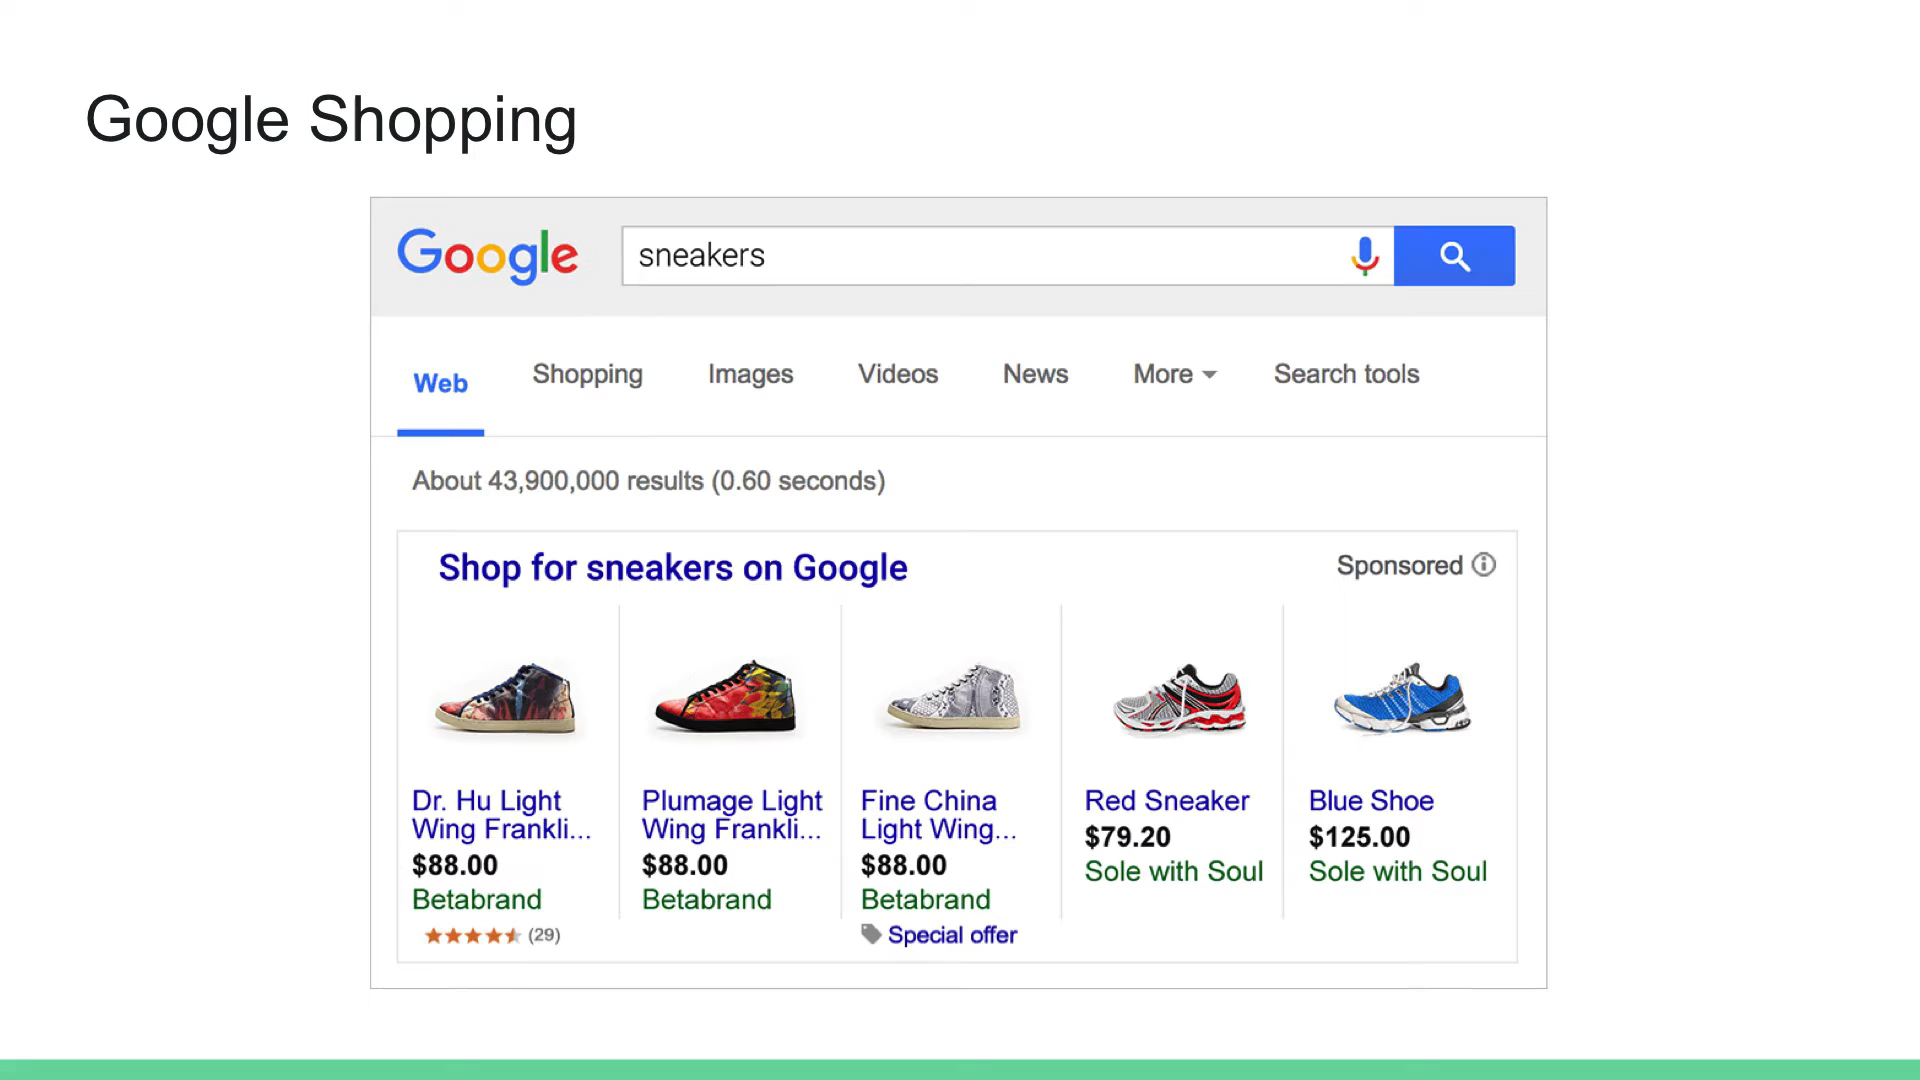 Google Shopping
Google
sneakers
Web Shopping Images Videos News More Search tools
About 43,900,000 results (0.60 seconds)
Shop for sneakers on Google
Sponsored
Dr. Hu Light
Wing Frankli...
$88.00
Betabrand
(29)
Plumage Light
Wing Frankli...
$88.00
Betabrand
Fine China
Light Wing...
$88.00
Betabrand
Special offer
Red Sneaker
$79.20
Sole with Soul
Blue Shoe
$125.00
Sole with Soul